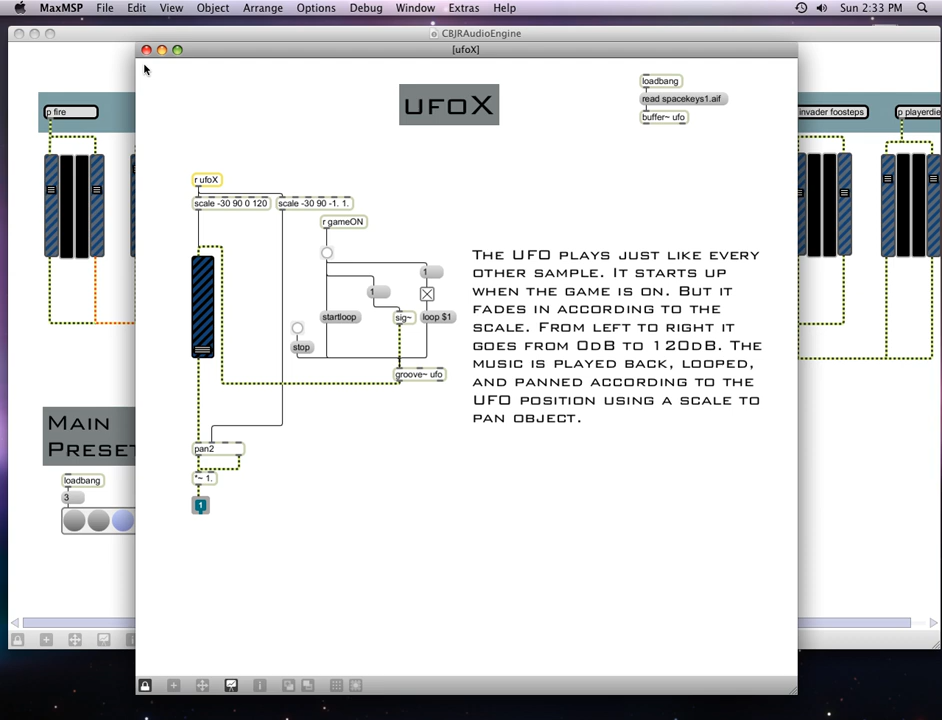 MaxMSP File Edit View Object Arrange Options Debug Window Extras Help Sun 2:33 PM
CBJRAudioEngine
[ufoX]
loadbang
ufoX
read spacekeys1.aif
p fire
invader foosteps
p playerdie
buffer~ ufo
r ufoX
scale -30 90 0 120
scale -30 90 -1. 1.
r gameON
The UFO plays just like every
other sample. It starts up
when the game is on. But it
fades in according to the
scale. From left to right it
goes from 0dB to 120dB. The
music is played back, looped,
and panned according to the
UFO position using a scale to
pan object.
1
1
startloop
sig~
loop $1
stop
groove~ ufo
Main
Preset
pan2
loadbang
*~ 1.
3
1